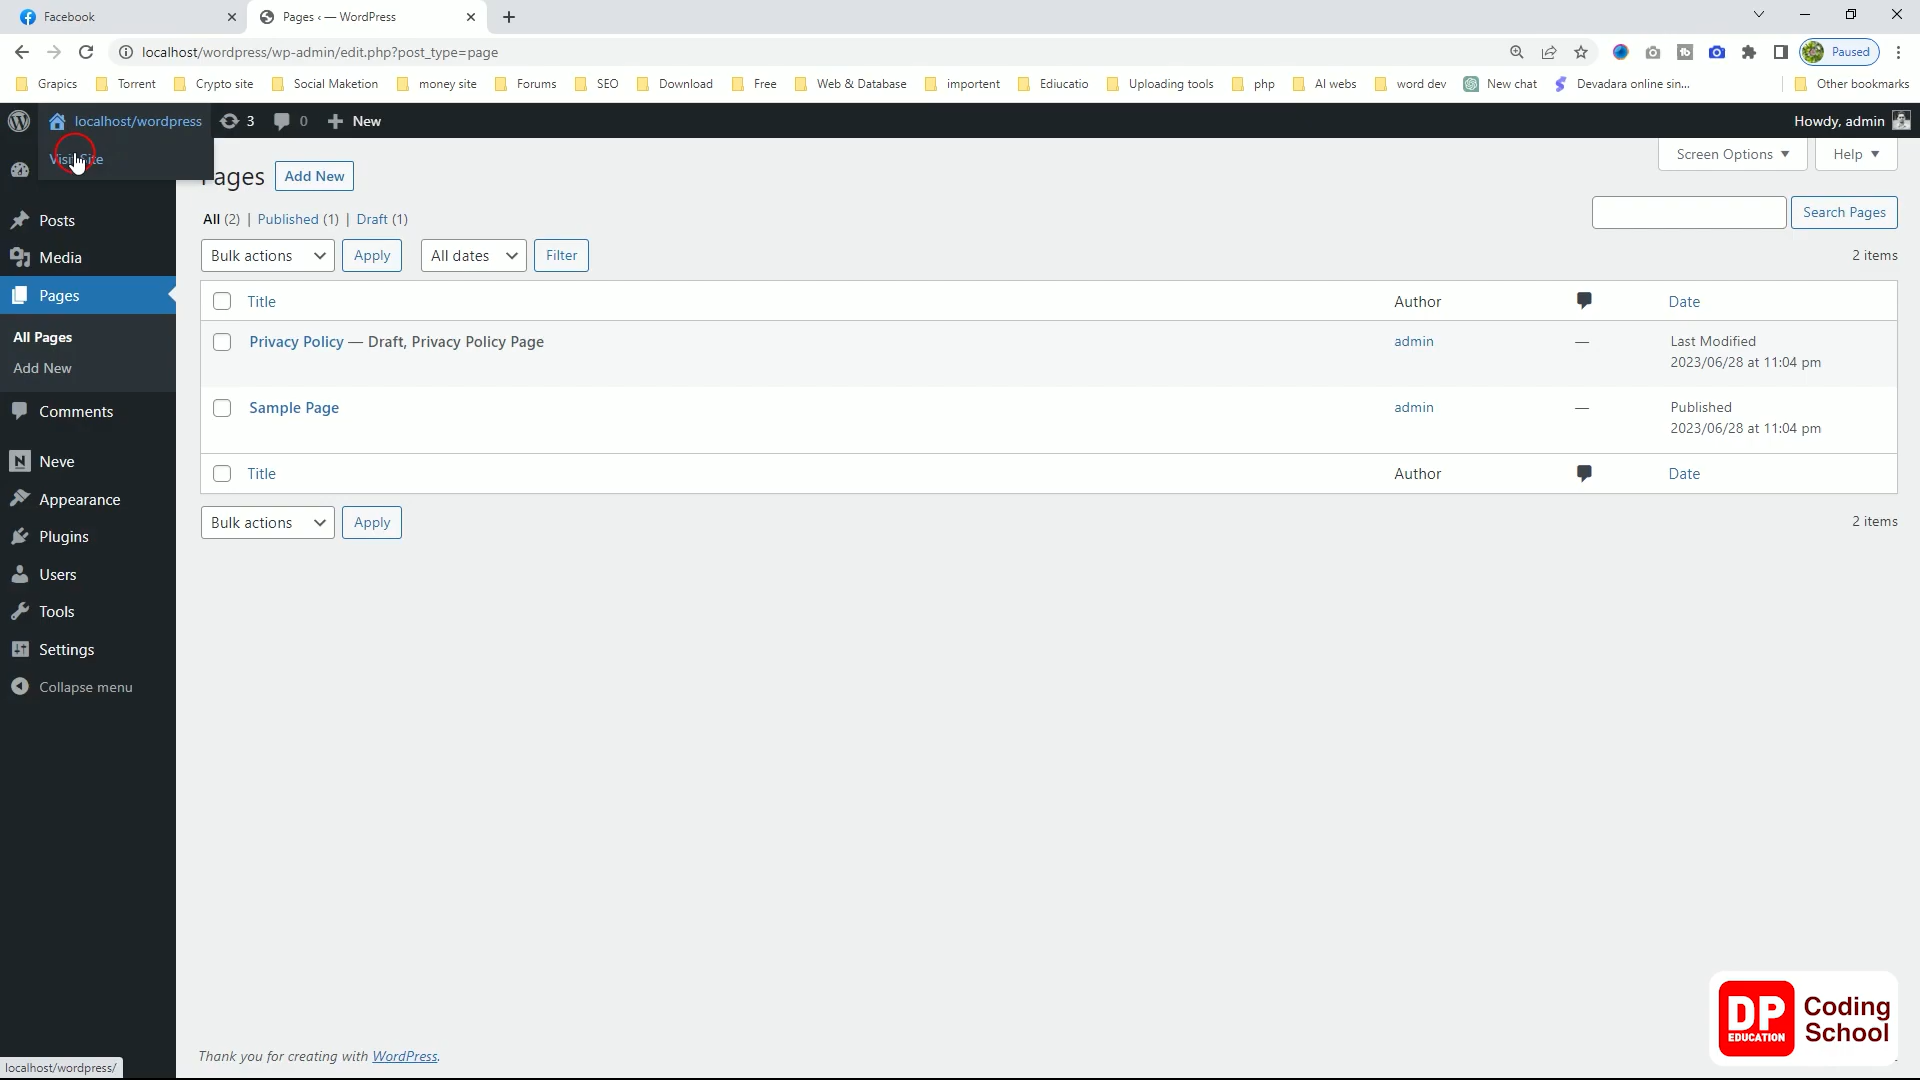 Facebook
Pages ‹ — WordPress
localhost/wordpress/wp-admin/edit.php?post_type=page
Paused
Grapics
Torrent
Crypto site
Social Maketion
money site
Forums
SEO
Download
Free
Web & Database
importent
Educatio
Uploading tools
php
AI webs
word dev
New chat
Devadara online sin...
Other bookmarks
localhost/wordpress
3
0
New
Howdy, admin
Visit Site
Pages
Add New
Screen Options
Help
Posts
Media
Pages
All Pages
Add New
Comments
Neve
Appearance
Plugins
Users
Tools
Settings
Collapse menu
All (2) | Published (1) | Draft (1)
Search Pages
Bulk actions
Apply
All dates
Filter
2 items
Title
Author
Date
Privacy Policy — Draft, Privacy Policy Page
admin
—
Last Modified
2023/06/28 at 11:04 pm
Sample Page
admin
—
Published
2023/06/28 at 11:04 pm
Title
Author
Date
Bulk actions
Apply
2 items
Thank you for creating with WordPress.
DP
EDUCATION
Coding
School
localhost/wordpress/